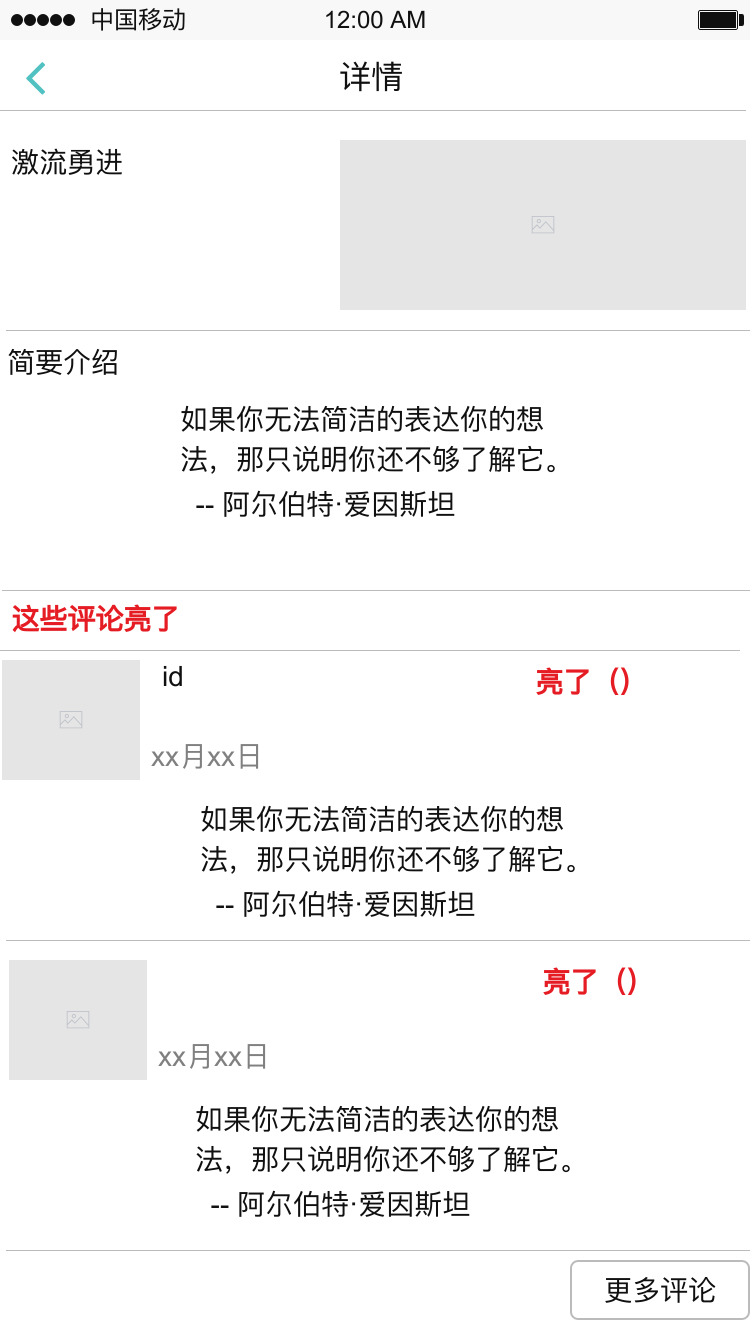 中国移动 12:00 AM
详情
激流勇进
简要介绍
如果你无法简洁的表达你的想
法，那只说明你还不够了解它。
-- 阿尔伯特·爱因斯坦
这些评论亮了
id 亮了（）
xx月xx日
如果你无法简洁的表达你的想
法，那只说明你还不够了解它。
-- 阿尔伯特·爱因斯坦
亮了（）
xx月xx日
如果你无法简洁的表达你的想
法，那只说明你还不够了解它。
-- 阿尔伯特·爱因斯坦
更多评论